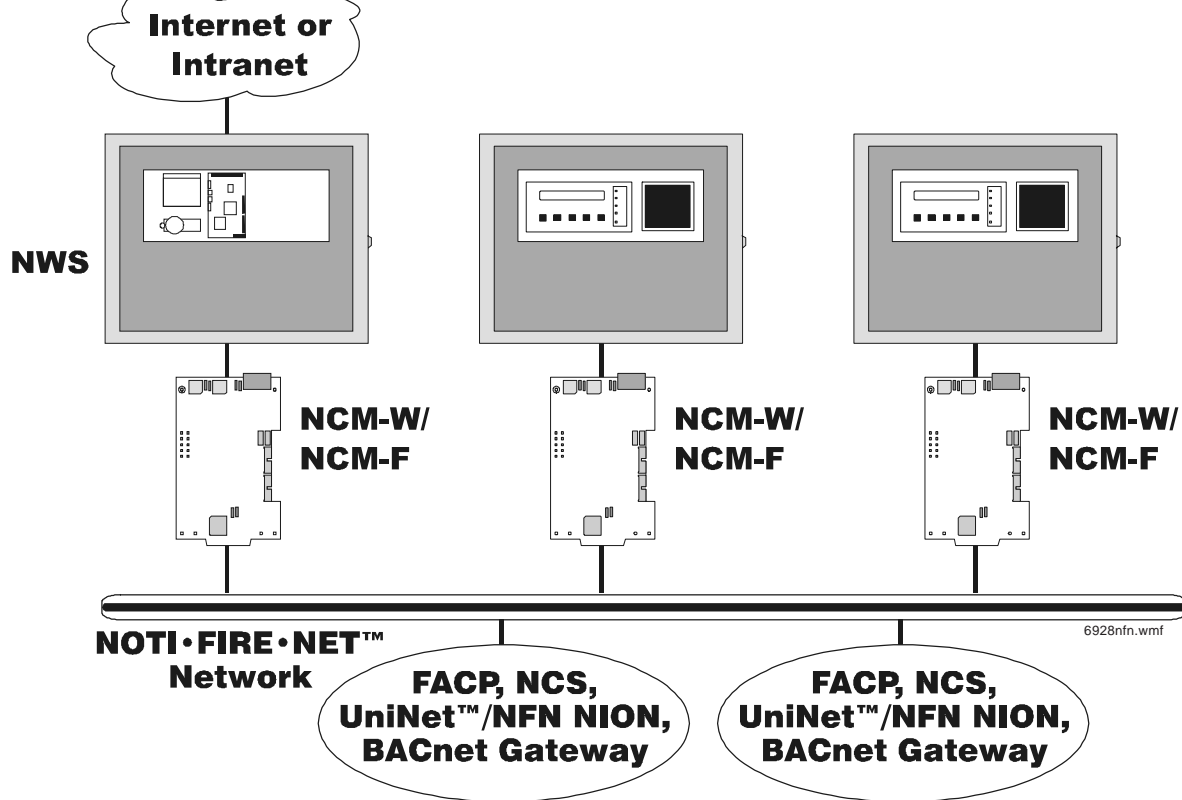 Internet or
Intranet
NWS
NCM-W/
NCM-F
NCM-W/
NCM-F
NCM-W/
NCM-F
6928nfn.wmf
NOTI•FIRE•NET™
Network
FACP, NCS,
UniNet™/NFN NION,
BACnet Gateway
FACP, NCS,
UniNet™/NFN NION,
BACnet Gateway